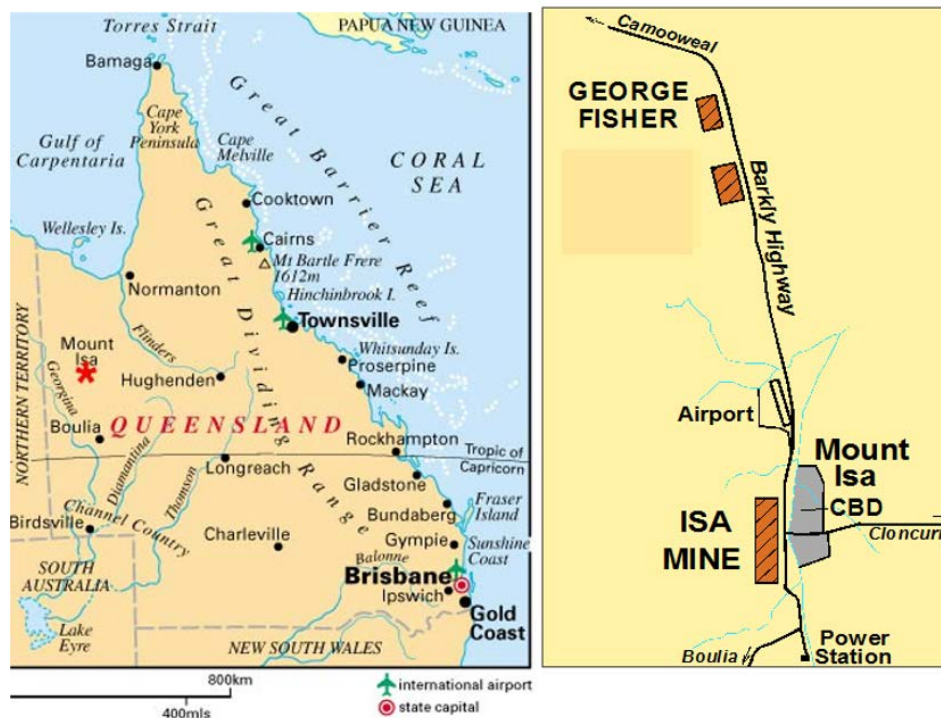 Torres Strait
PAPUA NEW GUINEA
Bamaga
Cape
York
Peninsula
Gulf of
Carpentaria
Cape
Melville
Great Barrier Reef
CORAL
SEA
Cooktown
Wellesley Is.
Cairns
Mt Bartle Frere
1612m
Normanton
Hinchinbrook I.
Great Dividing Range
Townsville
NORTHERN TERRITORY
Mount
Isa
Flinders
Whitsunday Is.
Proserpine
Georgina
Hughenden
Mackay
Boulia
QUEENSLAND
Rockhampton
Tropic of
Capricorn
Diamantina
Thomson
Longreach
Gladstone
Channel Country
Fraser
Island
Bundaberg
Birdsville
Charleville
Gympie
Sunshine
Coast
Balonne
SOUTH
AUSTRALIA
Brisbane
Ipswich
Gold
Coast
Lake
Eyre
NEW SOUTH WALES
800km
400mls
international airport
state capital
Camooweal
GEORGE
FISHER
Barkly Highway
Airport
Mount
Isa
CBD
ISA
MINE
Cloncurr
Boulia
Power
Station